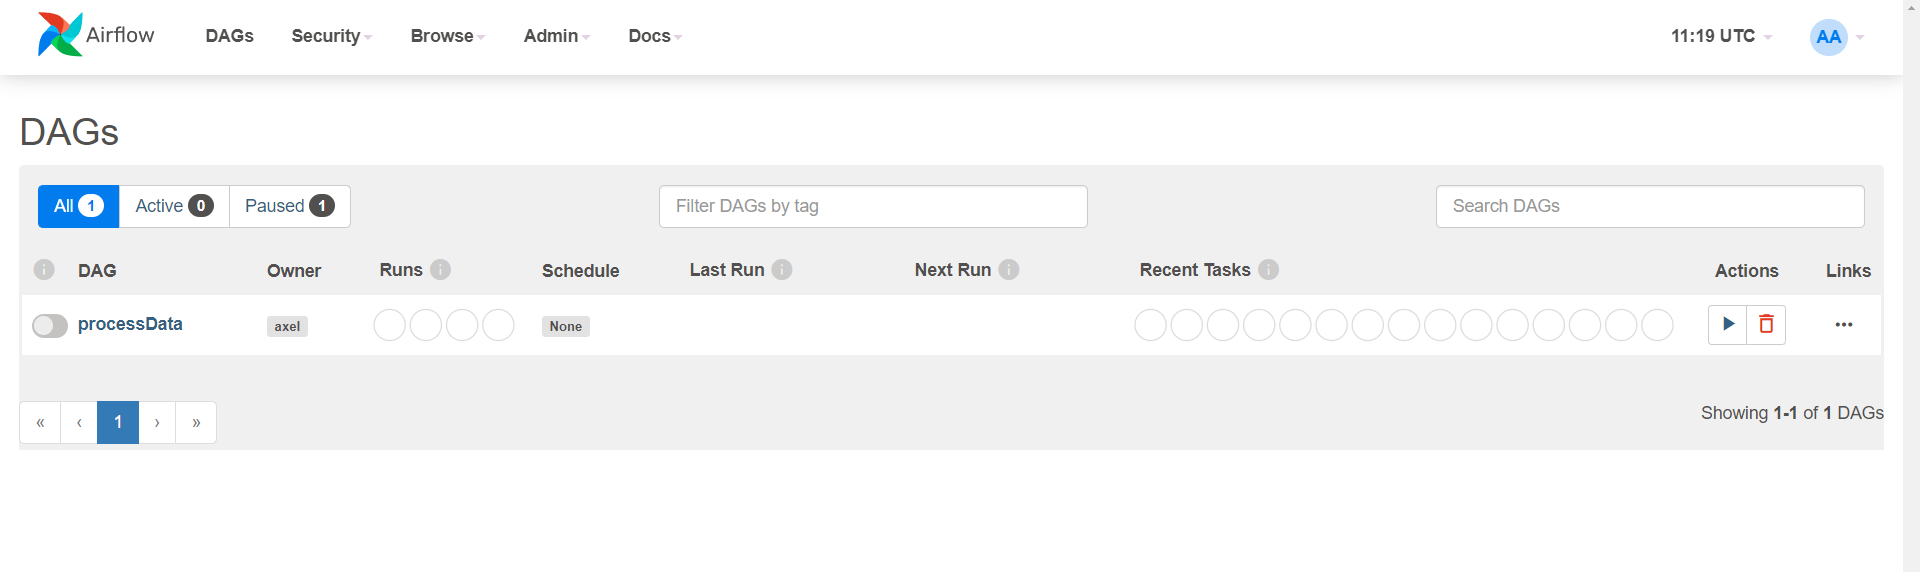 Airflow DAGs Security Browse Admin Docs 11:19 UTC AA
DAGs
All 1 Active 0 Paused 1 Filter DAGs by tag Search DAGs
i DAG Owner Runs i Schedule Last Run i Next Run i Recent Tasks i Actions Links
processData axel None ···
« ‹ 1 › » Showing 1-1 of 1 DAGs